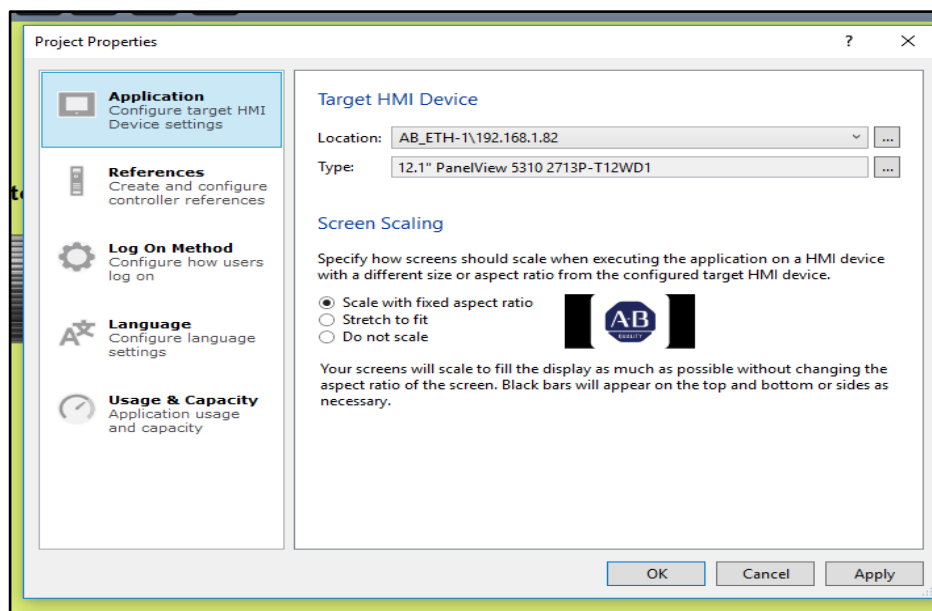 Project Properties
?
Application
Configure target HMI
Device settings
References
Create and configure
controller references
Log On Method
Configure how users
log on
Language
Configure language
settings
Usage & Capacity
Application usage
and capacity
Target HMI Device
Location: AB_ETH-1\192.168.1.82 ...
Type: 12.1" PanelView 5310 2713P-T12WD1 ...
Screen Scaling
Specify how screens should scale when executing the application on a HMI device
with a different size or aspect ratio from the configured target HMI device.
Scale with fixed aspect ratio
Stretch to fit
Do not scale
A·B
QUALITY
Your screens will scale to fill the display as much as possible without changing the
aspect ratio of the screen. Black bars will appear on the top and bottom or sides as
necessary.
OK Cancel Apply